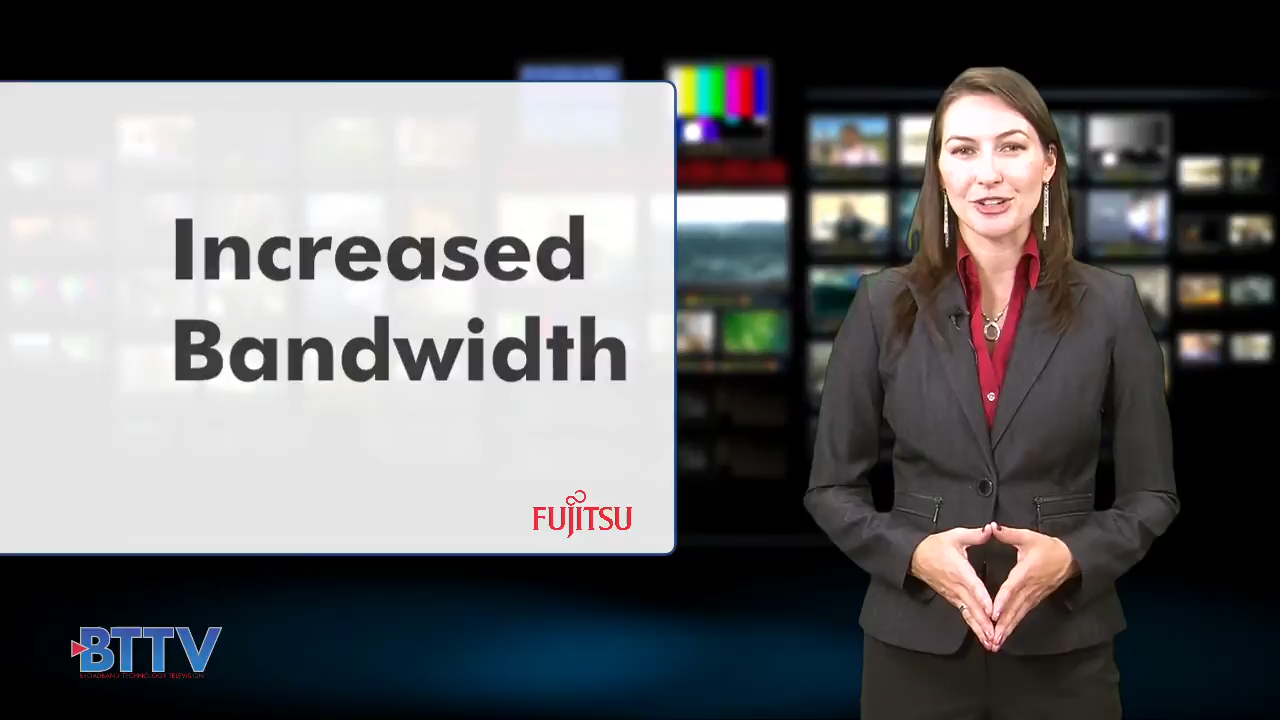 Increased
Bandwidth
FUJITSU
BTTV
BROADBAND TECHNOLOGY TELEVISION